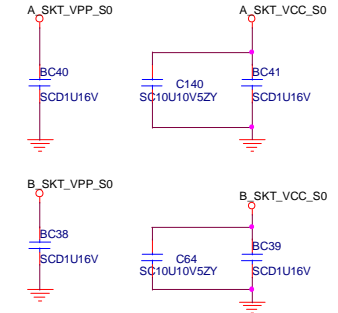 A_SKT_VPP_S0
A_SKT_VCC_S0
BC40
SCD1U16V
C140
SC10U10V5ZY
BC41
SCD1U16V
B_SKT_VPP_S0
B_SKT_VCC_S0
BC38
SCD1U16V
C64
SC10U10V5ZY
BC39
SCD1U16V